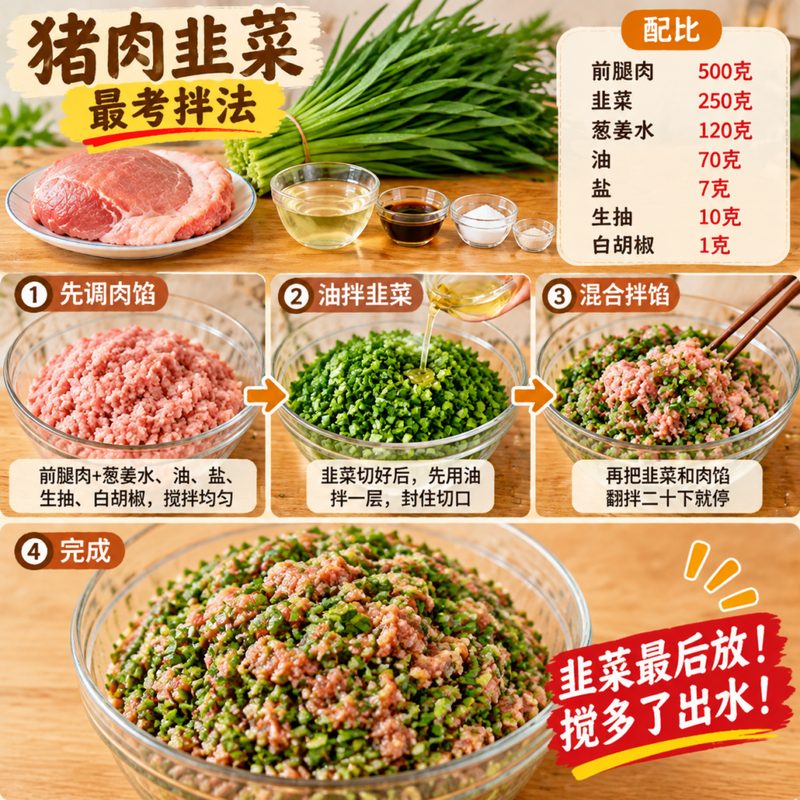 猪肉韭菜
最考拌法
配比
前腿肉 500克
韭菜 250克
葱姜水 120克
油 70克
盐 7克
生抽 10克
白胡椒 1克
1 先调肉馅
前腿肉+葱姜水、油、盐、
生抽、白胡椒,搅拌均匀
2 油拌韭菜
韭菜切好后,先用油
拌一层,封住切口
3 混合拌馅
再把韭菜和肉馅
翻拌二十下就停
4 完成
韭菜最后放!
搅多了出水!